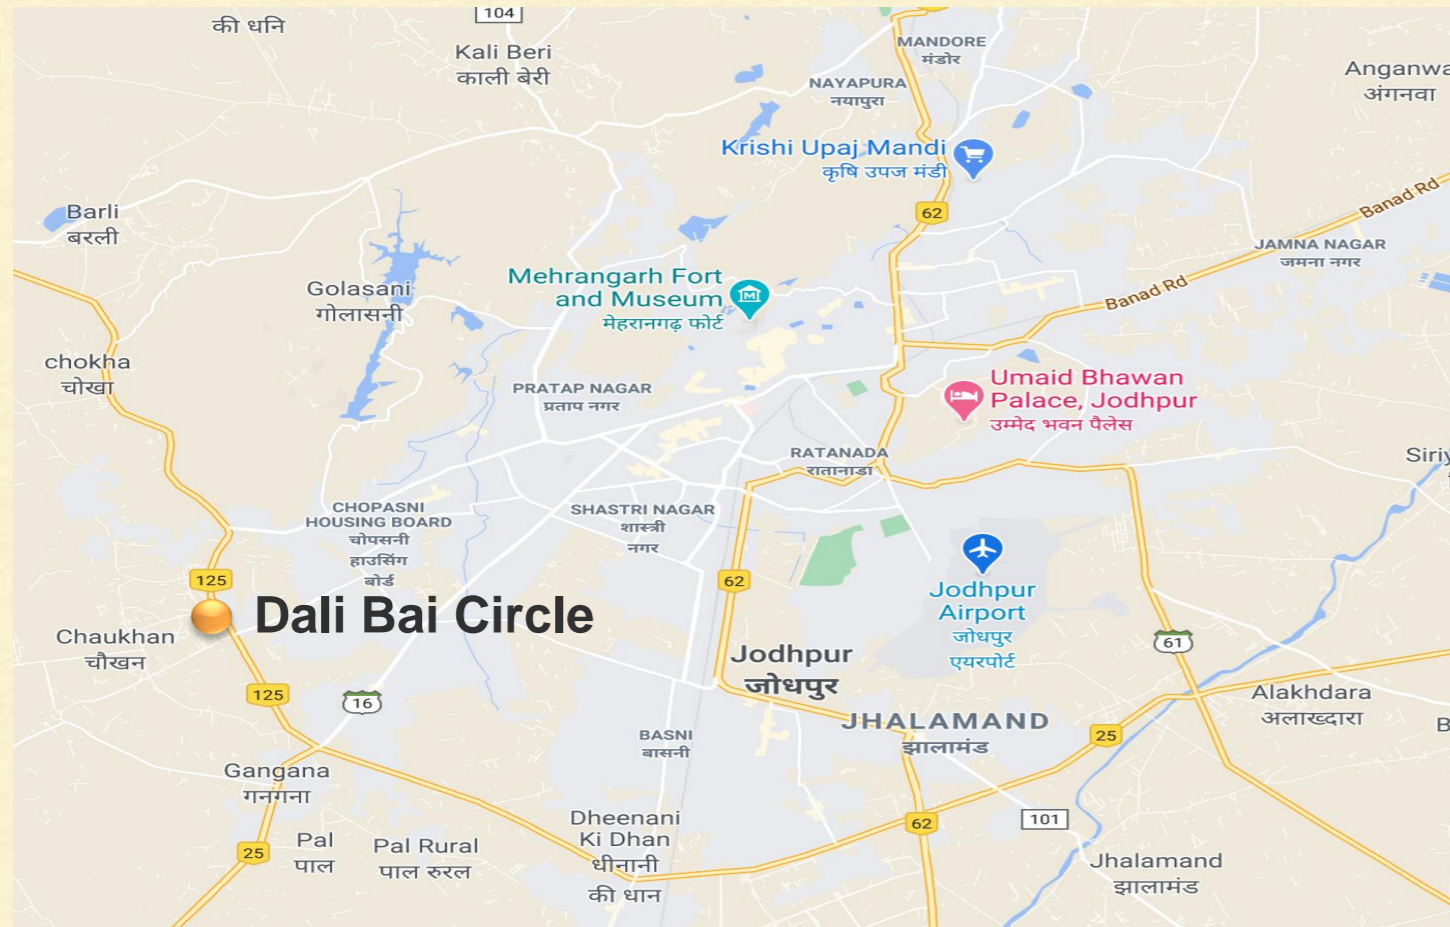 की धनि
104
Kali Beri
काली बेरी
MANDORE
मंडोर
NAYAPURA
नयापुरा
Anganwa
अंगनवा
Krishi Upaj Mandi
कृषि उपज मंडी
Barli
बरली
62
Banad Rd
JAMNA NAGAR
जमना नगर
Golasani
गोलासनी
Mehrangarh Fort
and Museum
मेहरानगढ़ फोर्ट
M
Banad Rd
chokha
चोखा
PRATAP NAGAR
प्रताप नगर
Umaid Bhawan
Palace, Jodhpur
उम्मेद भवन पैलेस
RATANADA
रातानाडा
Siriy
CHOPASNI
HOUSING BOARD
चोपसनी
हाउसिंग
बोर्ड
SHASTRI NAGAR
शास्त्री
नगर
125
62
Jodhpur
Airport
जोधपुर
एयरपोर्ट
Dali Bai Circle
Chaukhan
चौखन
61
Jodhpur
जोधपुर
125
16
Alakhdara
अलाख्दारा
JHALAMAND
झालामंड
BASNI
बासनी
25
B
Gangana
गनगना
Dheenani
Ki Dhan
धीनानी
की धान
62
101
25
Pal
पाल
Pal Rural
पाल रुरल
Jhalamand
झालामंड